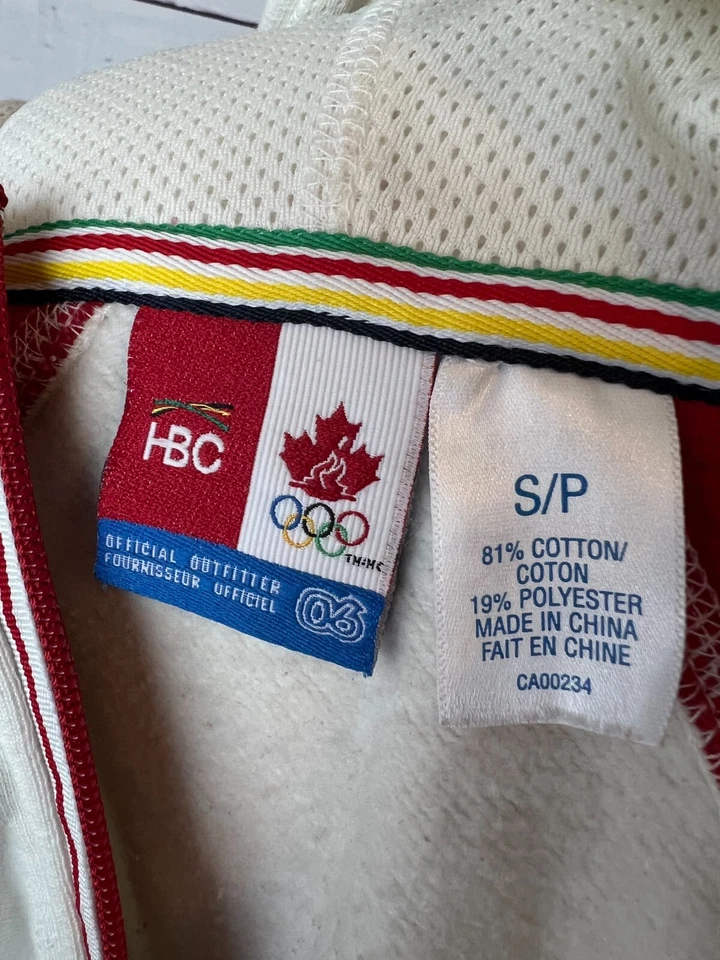 HBC
TM:MC
OFFICIAL OUTFITTER
FOURNISSEUR OFFICIEL
06
S/P
81% COTTON/
COTON
19% POLYESTER
MADE IN CHINA
FAIT EN CHINE
CA00234